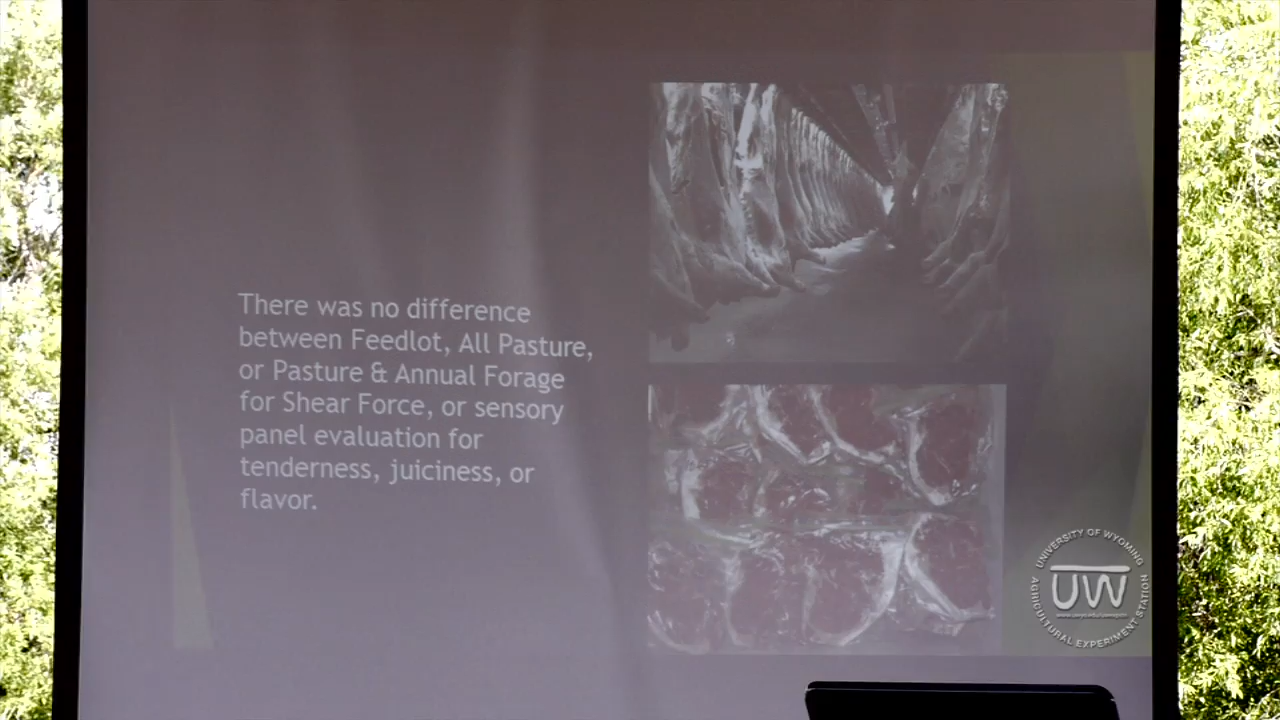 There was no difference
between Feedlot, All Pasture,
or Pasture & Annual Forage
for Shear Force, or sensory
panel evaluation for
tenderness, juiciness, or
flavor.
UNIVERSITY OF WYOMING
UW
AGRICULTURAL EXPERIMENT STATION